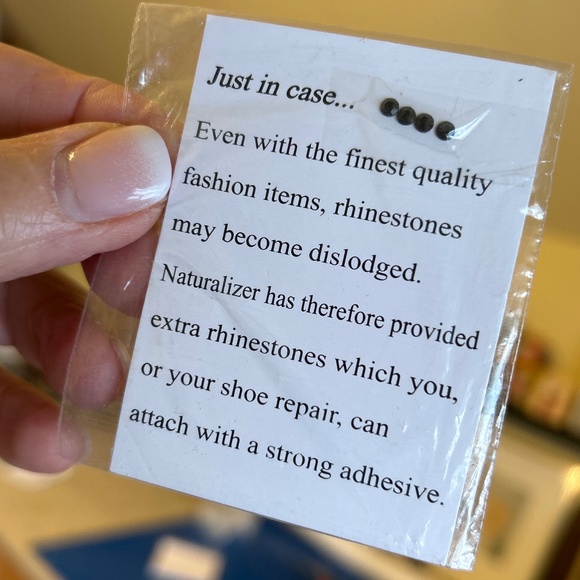 Just in case...
Even with the finest quality
fashion items, rhinestones
may become dislodged.
Naturalizer has therefore provided
extra rhinestones which you,
or your shoe repair, can
attach with a strong adhesive.